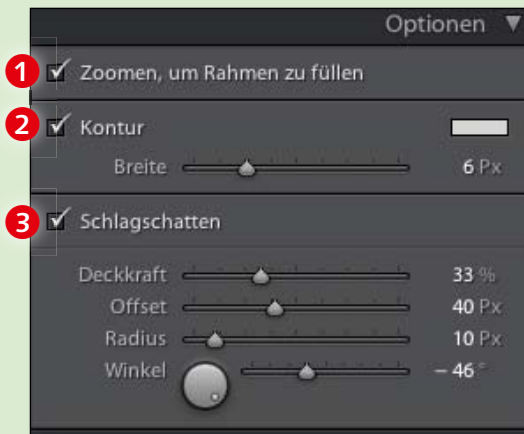 Optionen ▼
1 Zoomen, um Rahmen zu füllen
2 Kontur
Breite 6 Px
3 Schlagschatten
Deckkraft 33 %
Offset 40 Px
Radius 10 Px
Winkel – 46 °